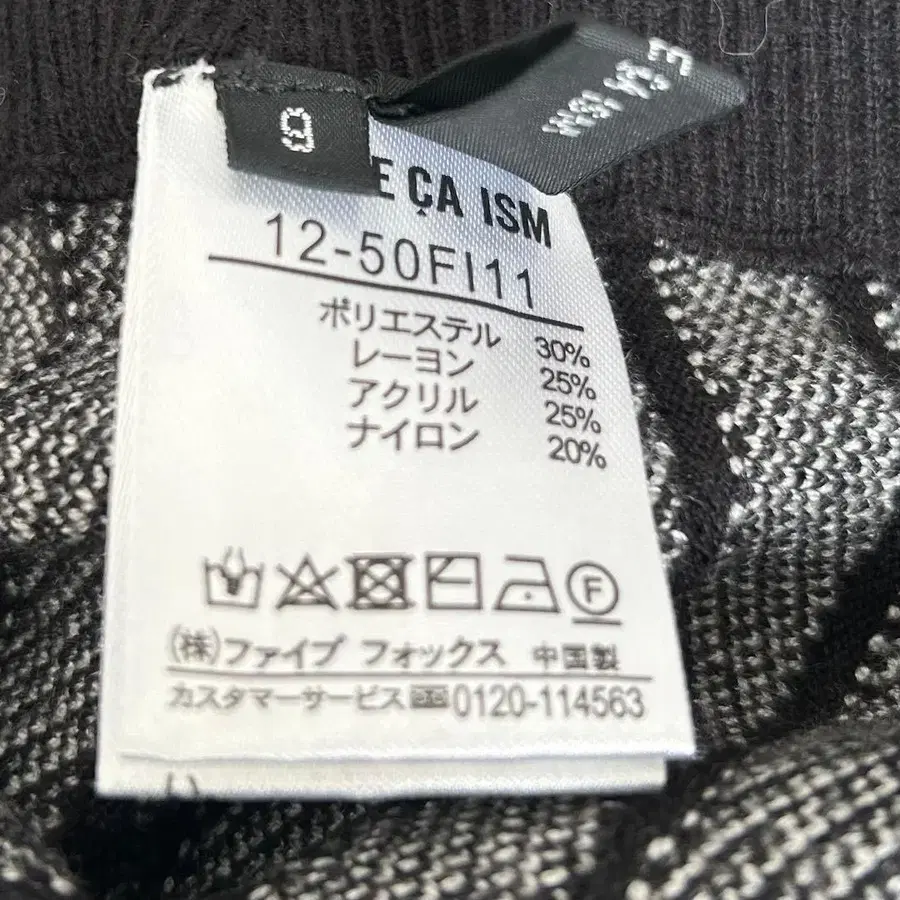 E ÇA ISM
12-50FI11
ポリエステル 30%
レーヨン 25%
アクリル 25%
ナイロン 20%
F
(株)ファイブ フォックス 中国製
カスタマーサービス 0120-114563